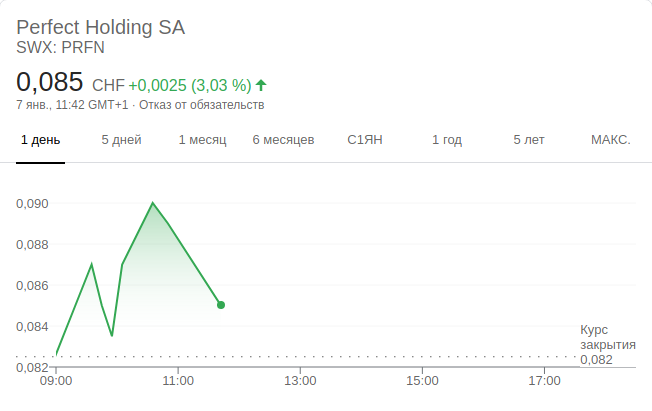 Perfect Holding SA
SWX: PRFN
0,085 CHF +0,0025 (3,03 %)
7 янв., 11:42 GMT+1 · Отказ от обязательств
1 день 5 дней 1 месяц 6 месяцев С1ЯН 1 год 5 лет МАКС.
0,090
0,088
0,086
0,084
Курс
закрытия
0,082
0,082
09:00 11:00 13:00 15:00 17:00